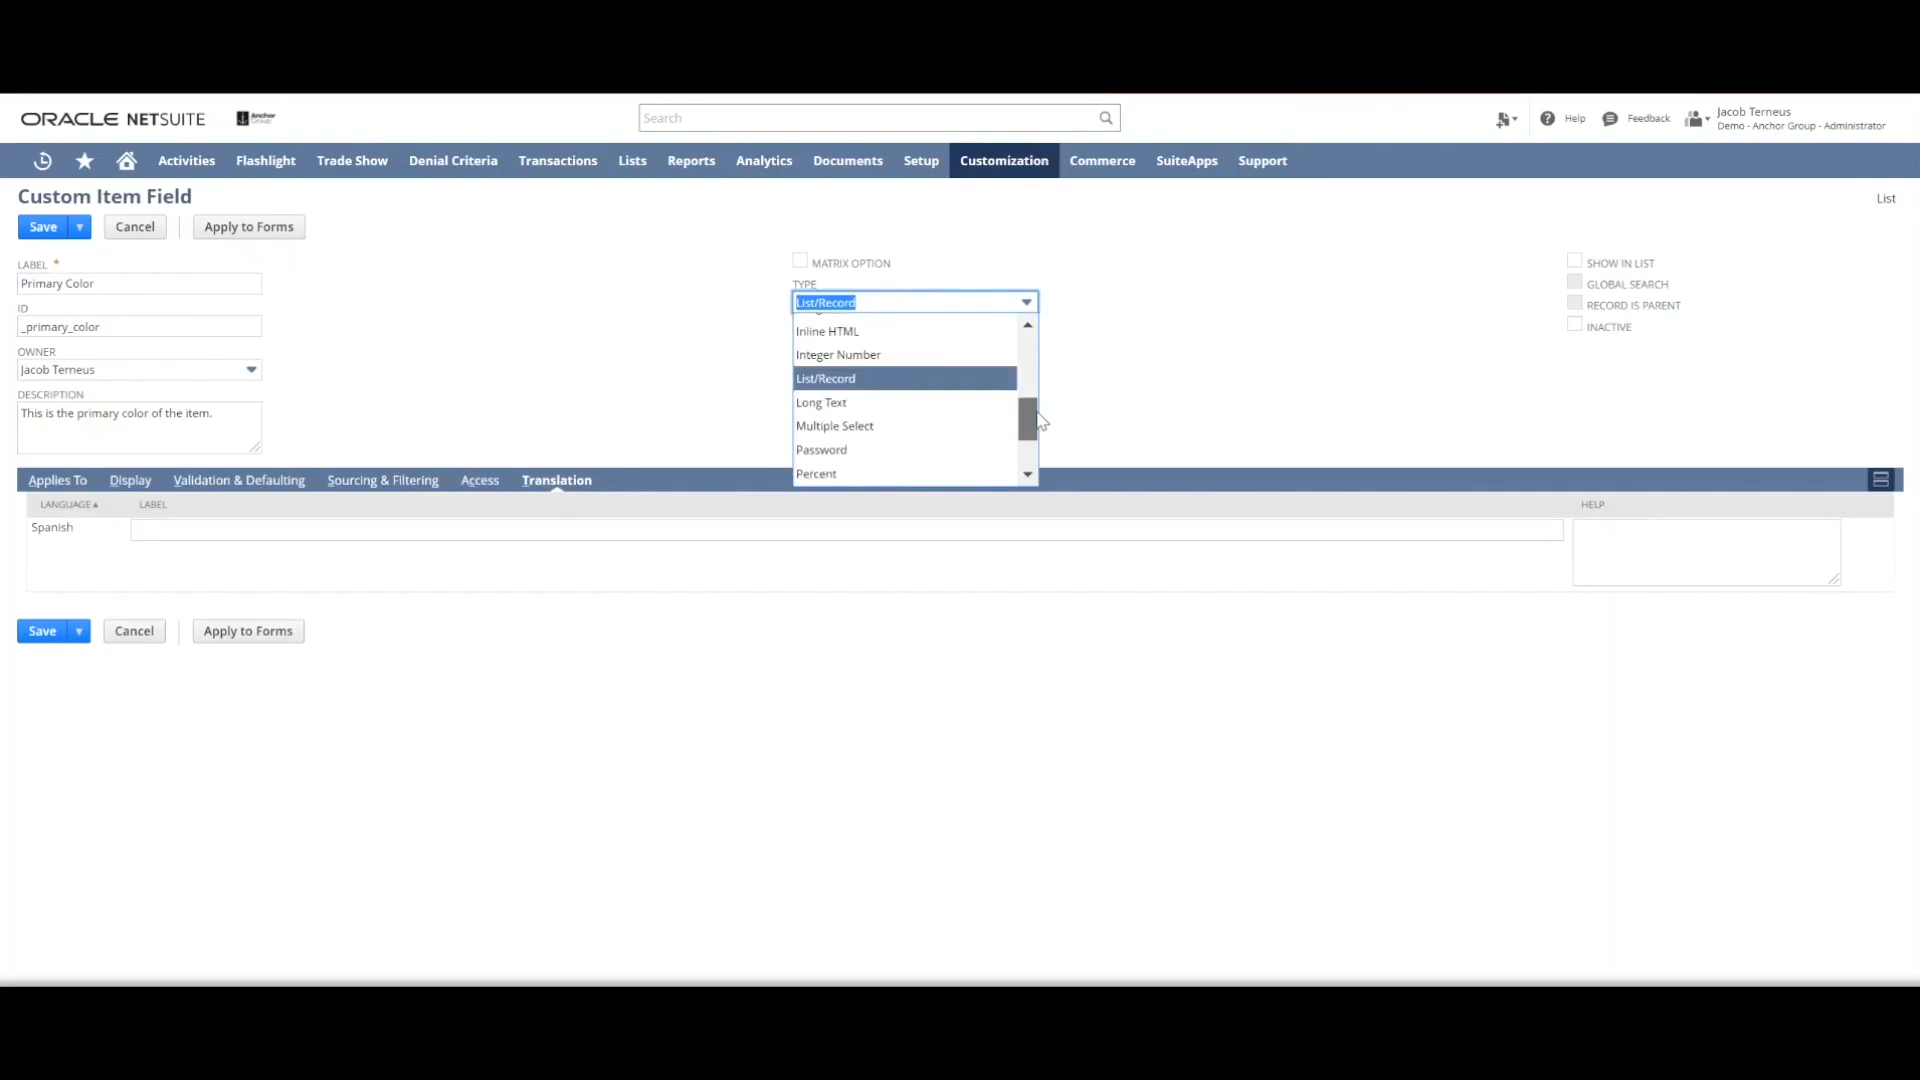 ORACLE NETSUITE
Anchor Group
Search
Help
Feedback
Jacob Terneus
Demo - Anchor Group - Administrator
Activities Flashlight Trade Show Denial Criteria Transactions Lists Reports Analytics Documents Setup Customization Commerce SuiteApps Support
Custom Item Field
List
Save Cancel Apply to Forms
LABEL *
Primary Color
ID
_primary_color
OWNER
Jacob Terneus
DESCRIPTION
This is the primary color of the item.
MATRIX OPTION
TYPE
List/Record
Inline HTML
Integer Number
List/Record
Long Text
Multiple Select
Password
Percent
SHOW IN LIST
GLOBAL SEARCH
RECORD IS PARENT
INACTIVE
Applies To Display Validation & Defaulting Sourcing & Filtering Access Translation
LANGUAGE LABEL HELP
Spanish
Save Cancel Apply to Forms